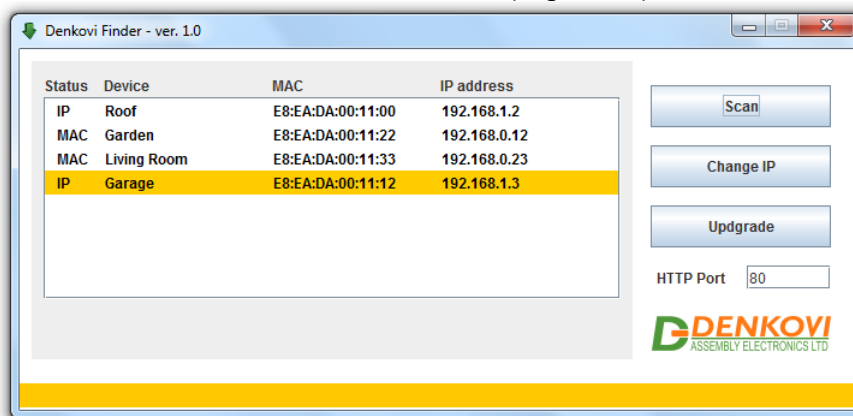 Denkovi Finder - ver. 1.0
Status Device MAC IP address
IP Roof E8:EA:DA:00:11:00 192.168.1.2
MAC Garden E8:EA:DA:00:11:22 192.168.0.12
MAC Living Room E8:EA:DA:00:11:33 192.168.0.23
IP Garage E8:EA:DA:00:11:12 192.168.1.3
Scan
Change IP
Updgrade
HTTP Port 80
DENKOVI
ASSEMBLY ELECTRONICS LTD